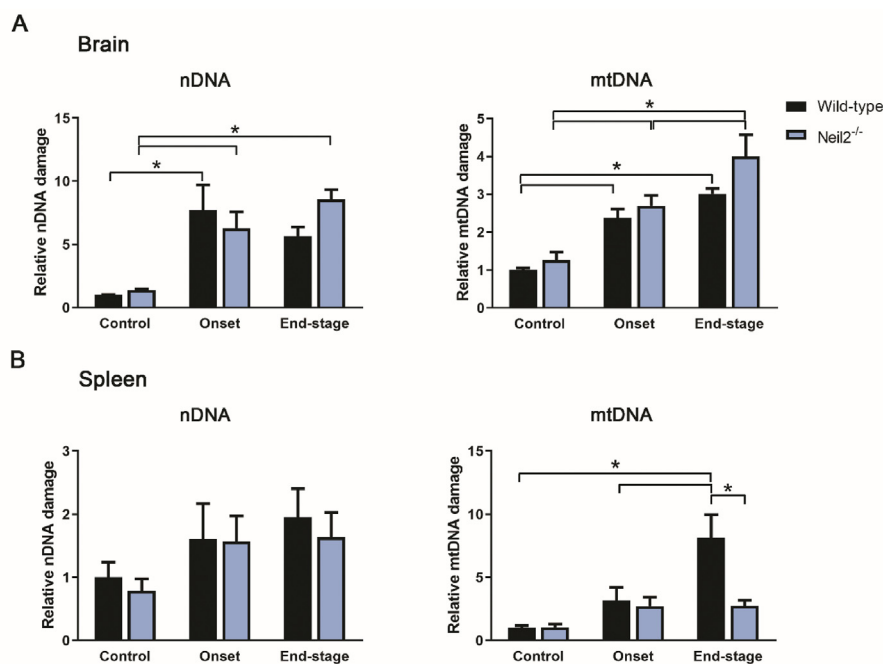 A
Brain
nDNA
mtDNA
Wild-type
Neil2-/-
Relative nDNA damage
15
10
5
0
*
*
Control
Onset
End-stage
Relative mtDNA damage
5
4
3
2
1
0
*
*
Control
Onset
End-stage
B
Spleen
nDNA
mtDNA
Relative nDNA damage
3
2
1
0
Control
Onset
End-stage
Relative mtDNA damage
15
10
5
0
*
*
Control
Onset
End-stage